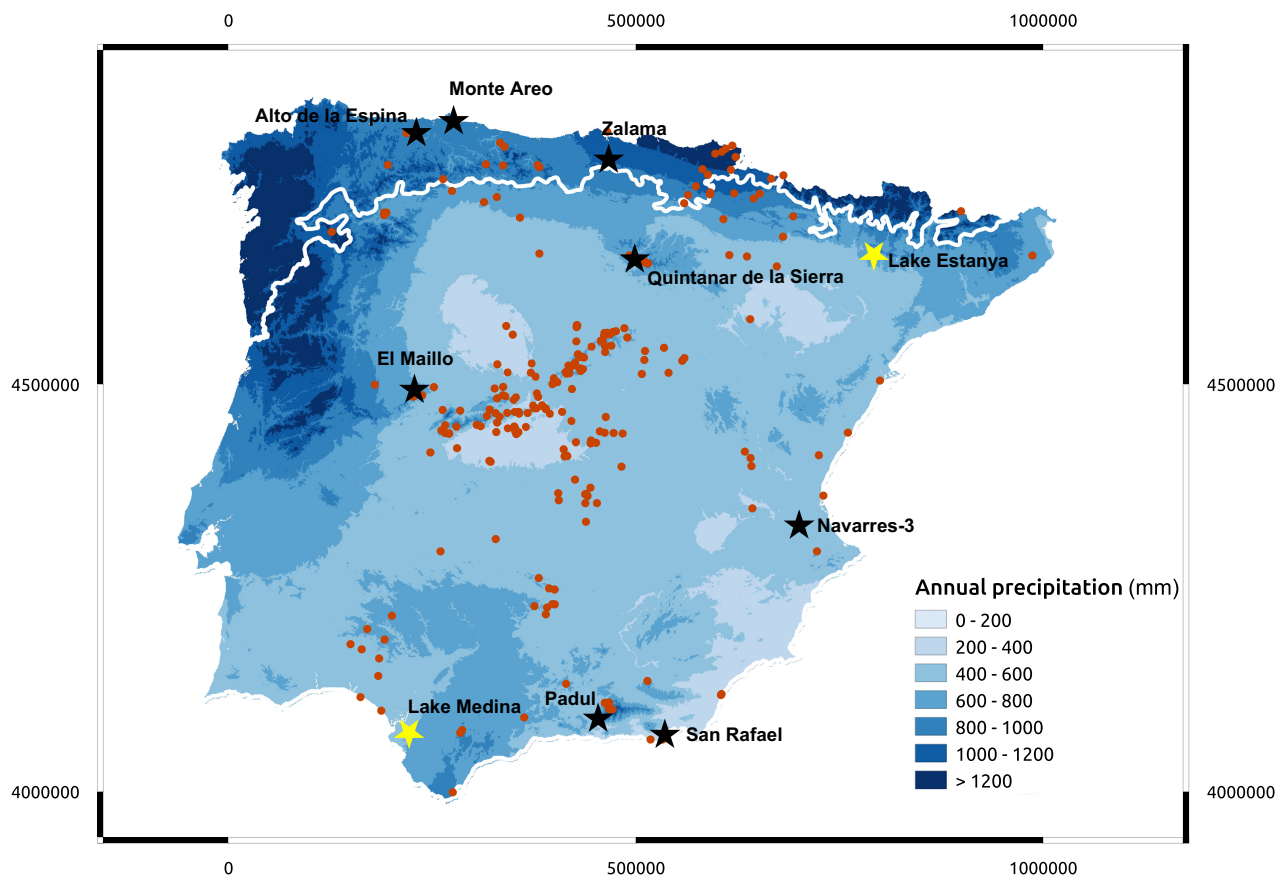 0 500000 1000000
Monte Areo
Alto de la Espina
Zalama
Lake Estanya
Quintanar de la Sierra
El Maillo
4500000 4500000
Navarres-3
Annual precipitation (mm)
0 - 200
200 - 400
400 - 600
600 - 800
800 - 1000
1000 - 1200
> 1200
Padul
Lake Medina
San Rafael
4000000 4000000
0 500000 1000000